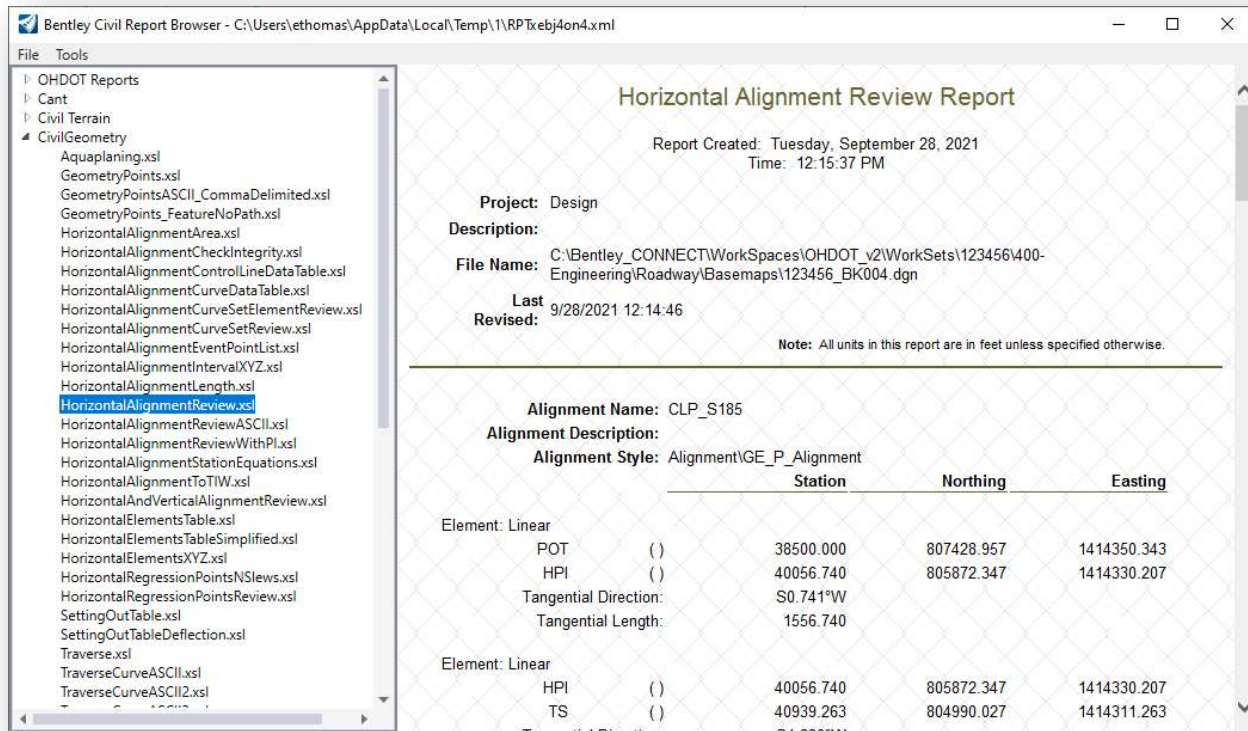 Bentley Civil Report Browser - C:\Users\ethomas\AppData\Local\Temp\1\RPTxebj4on4.xml
File Tools
OHDOT Reports
Cant
Civil Terrain
CivilGeometry
Aquaplaning.xsl
GeometryPoints.xsl
GeometryPointsASCII_CommaDelimited.xsl
GeometryPoints_FeatureNoPath.xsl
HorizontalAlignmentArea.xsl
HorizontalAlignmentCheckIntegrity.xsl
HorizontalAlignmentControlLineDataTable.xsl
HorizontalAlignmentCurveDataTable.xsl
HorizontalAlignmentCurveSetElementReview.xsl
HorizontalAlignmentCurveSetReview.xsl
HorizontalAlignmentEventPointList.xsl
HorizontalAlignmentIntervalXYZ.xsl
HorizontalAlignmentLength.xsl
HorizontalAlignmentReview.xsl
HorizontalAlignmentReviewASCII.xsl
HorizontalAlignmentReviewWithPI.xsl
HorizontalAlignmentStationEquations.xsl
HorizontalAlignmentToTIW.xsl
HorizontalAndVerticalAlignmentReview.xsl
HorizontalElementsTable.xsl
HorizontalElementsTableSimplified.xsl
HorizontalElementsXYZ.xsl
HorizontalRegressionPointsNSlews.xsl
HorizontalRegressionPointsReview.xsl
SettingOutTable.xsl
SettingOutTableDeflection.xsl
Traverse.xsl
TraverseCurveASCII.xsl
TraverseCurveASCII2.xsl
Horizontal Alignment Review Report
Report Created: Tuesday, September 28, 2021
Time: 12:15:37 PM
Project: Design
Description:
File Name: C:\Bentley_CONNECT\WorkSpaces\OHDOT_v2\WorkSets\123456\400-
Engineering\Roadway\Basemaps\123456_BK004.dgn
Last Revised: 9/28/2021 12:14:46
Note: All units in this report are in feet unless specified otherwise.
Alignment Name: CLP_S185
Alignment Description:
Alignment Style: Alignment\GE_P_Alignment
Station Northing Easting
Element: Linear
POT ( ) 38500.000 807428.957 1414350.343
HPI ( ) 40056.740 805872.347 1414330.207
Tangential Direction: S0.741°W
Tangential Length: 1556.740
Element: Linear
HPI ( ) 40056.740 805872.347 1414330.207
TS ( ) 40939.263 804990.027 1414311.263